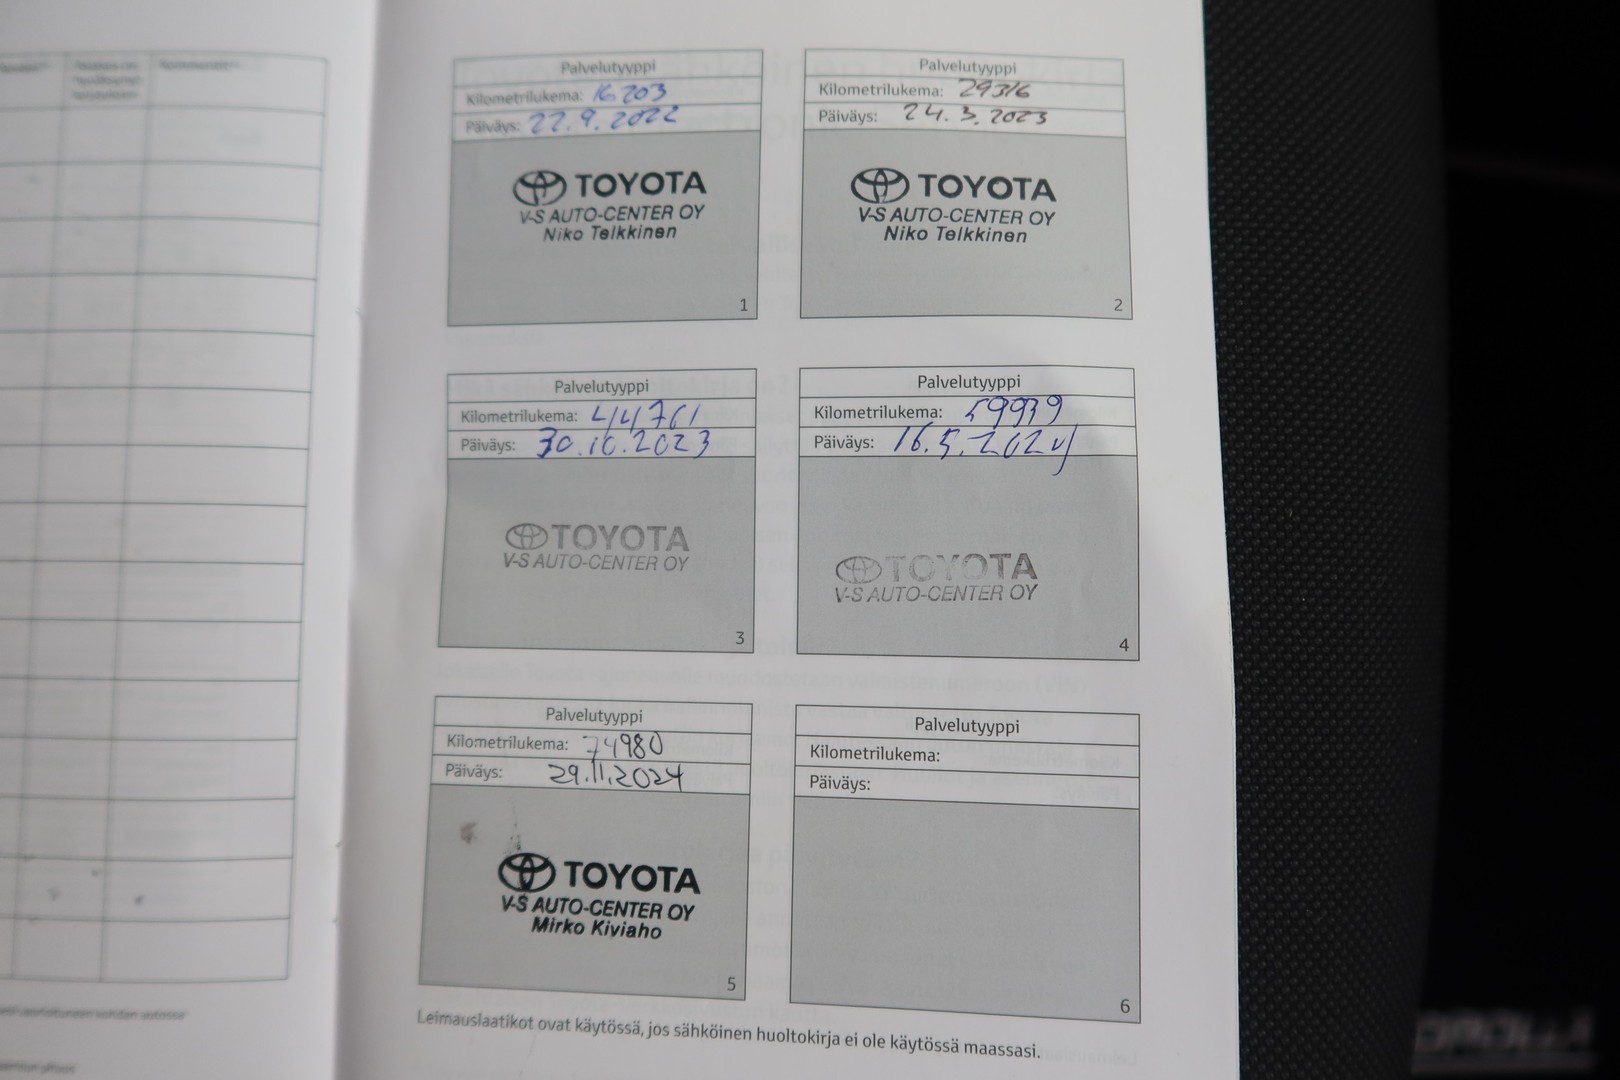 Palvelutyyppi
Kilometrilukema: 16203
Päiväys: 22.9.2022
TOYOTA
V-S AUTO-CENTER OY
Niko Telkkinen
1
Palvelutyyppi
Kilometrilukema: 29316
Päiväys: 24.3.2023
TOYOTA
V-S AUTO-CENTER OY
Niko Telkkinen
2
Palvelutyyppi
Kilometrilukema: 44761
Päiväys: 30.10.2023
TOYOTA
V-S AUTO-CENTER OY
3
Palvelutyyppi
Kilometrilukema: 59939
Päiväys: 16.5.2024
TOYOTA
V-S AUTO-CENTER OY
4
Palvelutyyppi
Kilometrilukema: 74980
Päiväys: 29.11.2024
TOYOTA
V-S AUTO-CENTER OY
Mirko Kiviaho
5
Palvelutyyppi
Kilometrilukema:
Päiväys:
6
Leimauslaatikot ovat käytössä, jos sähköinen huoltokirja ei ole käytössä maassasi.